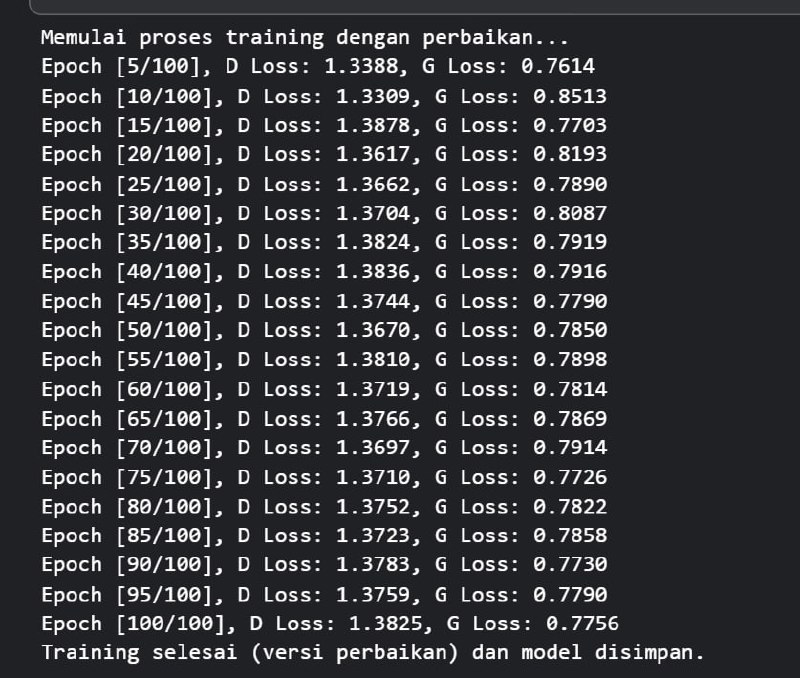 Memulai proses training dengan perbaikan...
Epoch [5/100], D Loss: 1.3388, G Loss: 0.7614
Epoch [10/100], D Loss: 1.3309, G Loss: 0.8513
Epoch [15/100], D Loss: 1.3878, G Loss: 0.7703
Epoch [20/100], D Loss: 1.3617, G Loss: 0.8193
Epoch [25/100], D Loss: 1.3662, G Loss: 0.7890
Epoch [30/100], D Loss: 1.3704, G Loss: 0.8087
Epoch [35/100], D Loss: 1.3824, G Loss: 0.7919
Epoch [40/100], D Loss: 1.3836, G Loss: 0.7916
Epoch [45/100], D Loss: 1.3744, G Loss: 0.7790
Epoch [50/100], D Loss: 1.3670, G Loss: 0.7850
Epoch [55/100], D Loss: 1.3810, G Loss: 0.7898
Epoch [60/100], D Loss: 1.3719, G Loss: 0.7814
Epoch [65/100], D Loss: 1.3766, G Loss: 0.7869
Epoch [70/100], D Loss: 1.3697, G Loss: 0.7914
Epoch [75/100], D Loss: 1.3710, G Loss: 0.7726
Epoch [80/100], D Loss: 1.3752, G Loss: 0.7822
Epoch [85/100], D Loss: 1.3723, G Loss: 0.7858
Epoch [90/100], D Loss: 1.3783, G Loss: 0.7730
Epoch [95/100], D Loss: 1.3759, G Loss: 0.7790
Epoch [100/100], D Loss: 1.3825, G Loss: 0.7756
Training selesai (versi perbaikan) dan model disimpan.